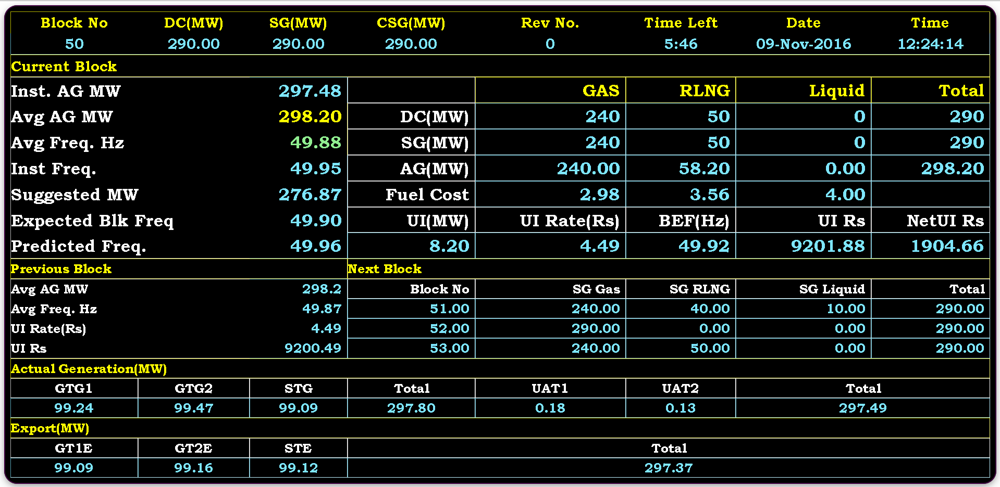 Block No DC(MW) SG(MW) CSG(MW) Rev No. Time Left Date Time
50 290.00 290.00 290.00 0 5:46 09-Nov-2016 12:24:14
Current Block
Inst. AG MW 297.48 GAS RLNG Liquid Total
Avg AG MW 298.20 DC(MW) 240 50 0 290
Avg Freq. Hz 49.88 SG(MW) 240 50 0 290
Inst Freq. 49.95 AG(MW) 240.00 58.20 0.00 298.20
Suggested MW 276.87 Fuel Cost 2.98 3.56 4.00
Expected Blk Freq 49.90 UI(MW) UI Rate(Rs) BEF(Hz) UI Rs NetUI Rs
Predicted Freq. 49.96 8.20 4.49 49.92 9201.88 1904.66
Previous Block Next Block
Avg AG MW 298.2 Block No SG Gas SG RLNG SG Liquid Total
Avg Freq. Hz 49.87 51.00 240.00 40.00 10.00 290.00
UI Rate(Rs) 4.49 52.00 290.00 0.00 0.00 290.00
UI Rs 9200.49 53.00 240.00 50.00 0.00 290.00
Actual Generation(MW)
GTG1 GTG2 STG Total UAT1 UAT2 Total
99.24 99.47 99.09 297.80 0.18 0.13 297.49
Export(MW)
GT1E GT2E STE Total
99.09 99.16 99.12 297.37